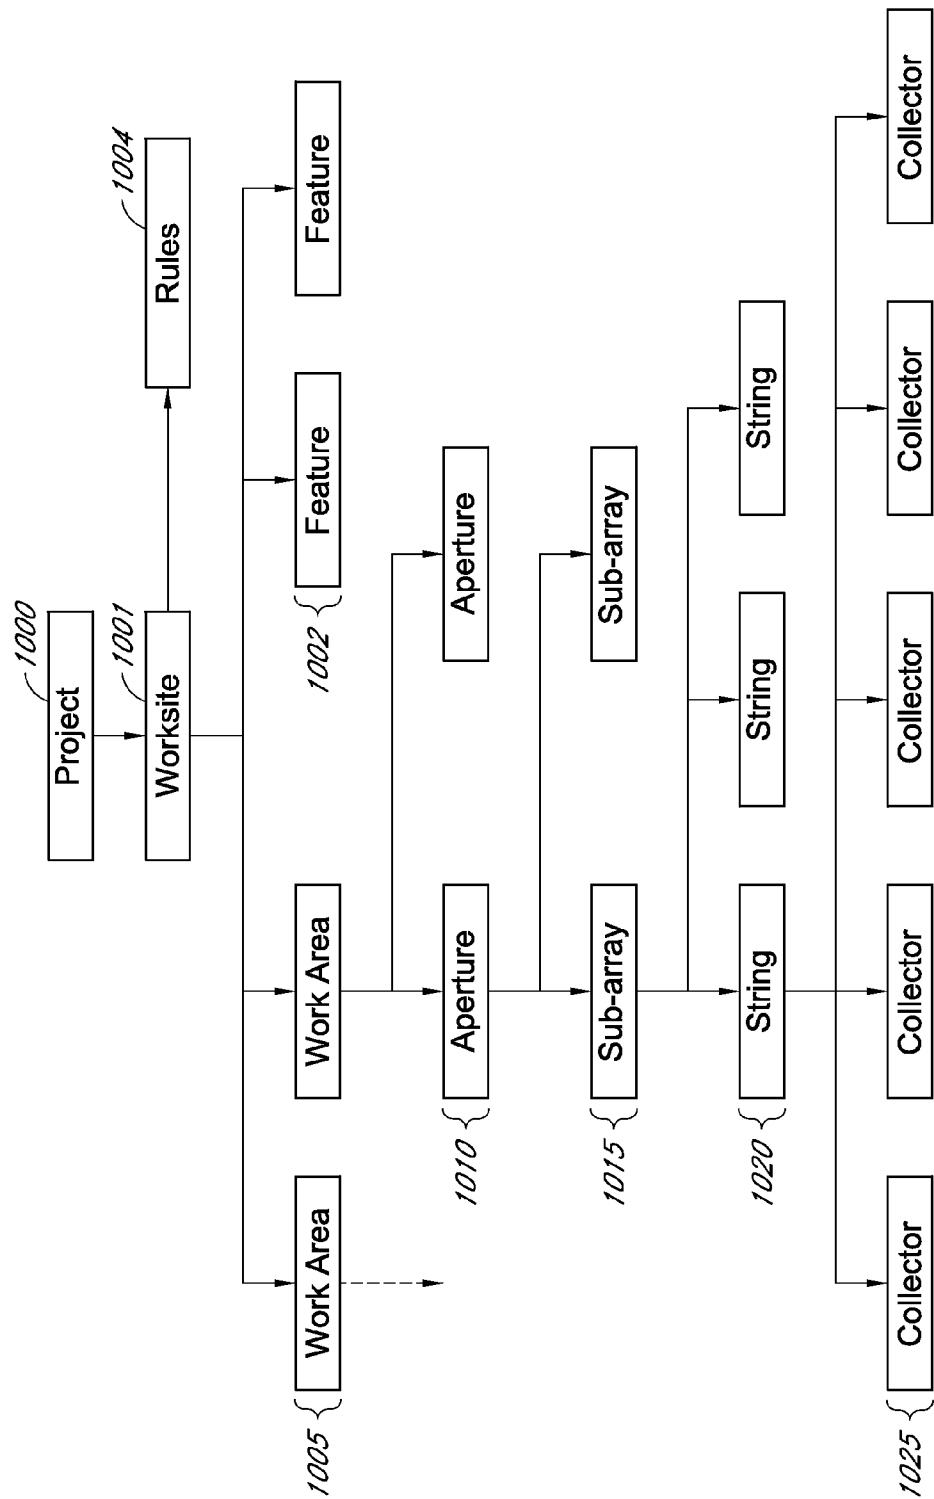 Project
1000
Worksite
1001
Rules
1004
Work Area
Work Area
Feature
Feature
1005
1002
Aperture
Aperture
1010
Sub-array
Sub-array
1015
String
String
String
1020
Collector
Collector
Collector
Collector
Collector
1025